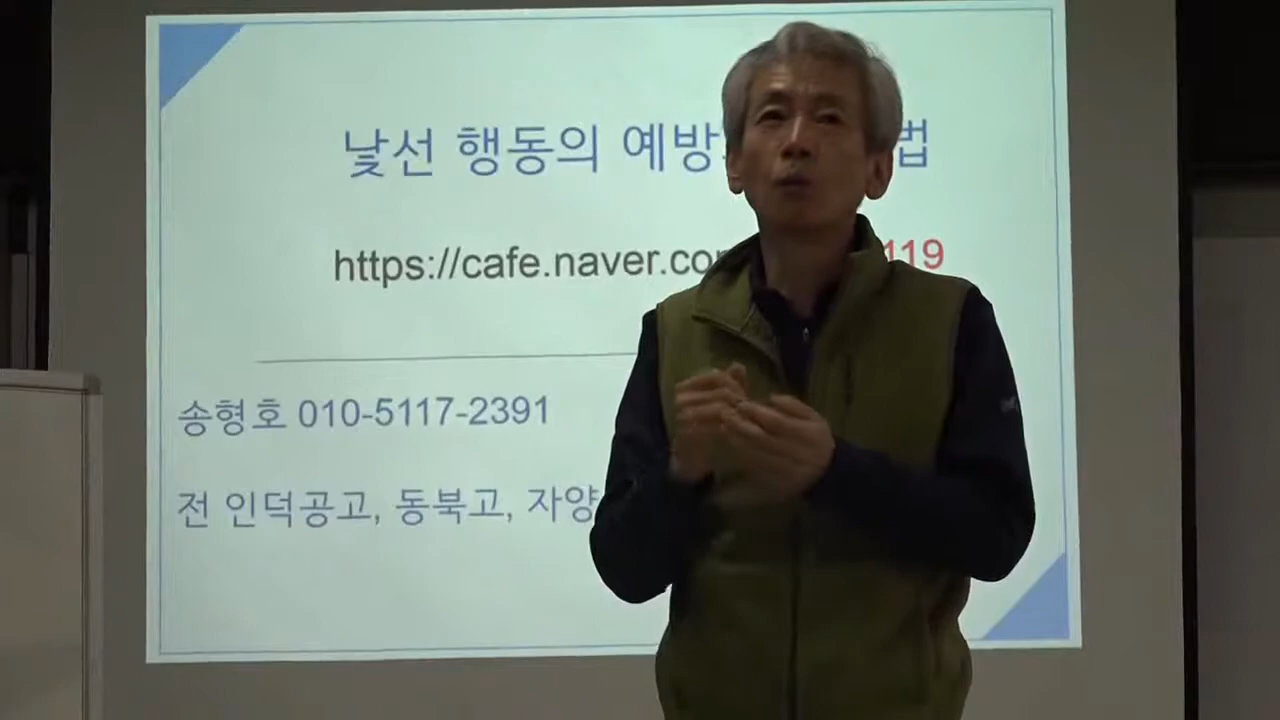 낯선 행동의 예방 법
https://cafe.naver.co 119
송형호 010-5117-2391
전 인덕공고, 동북고, 자양